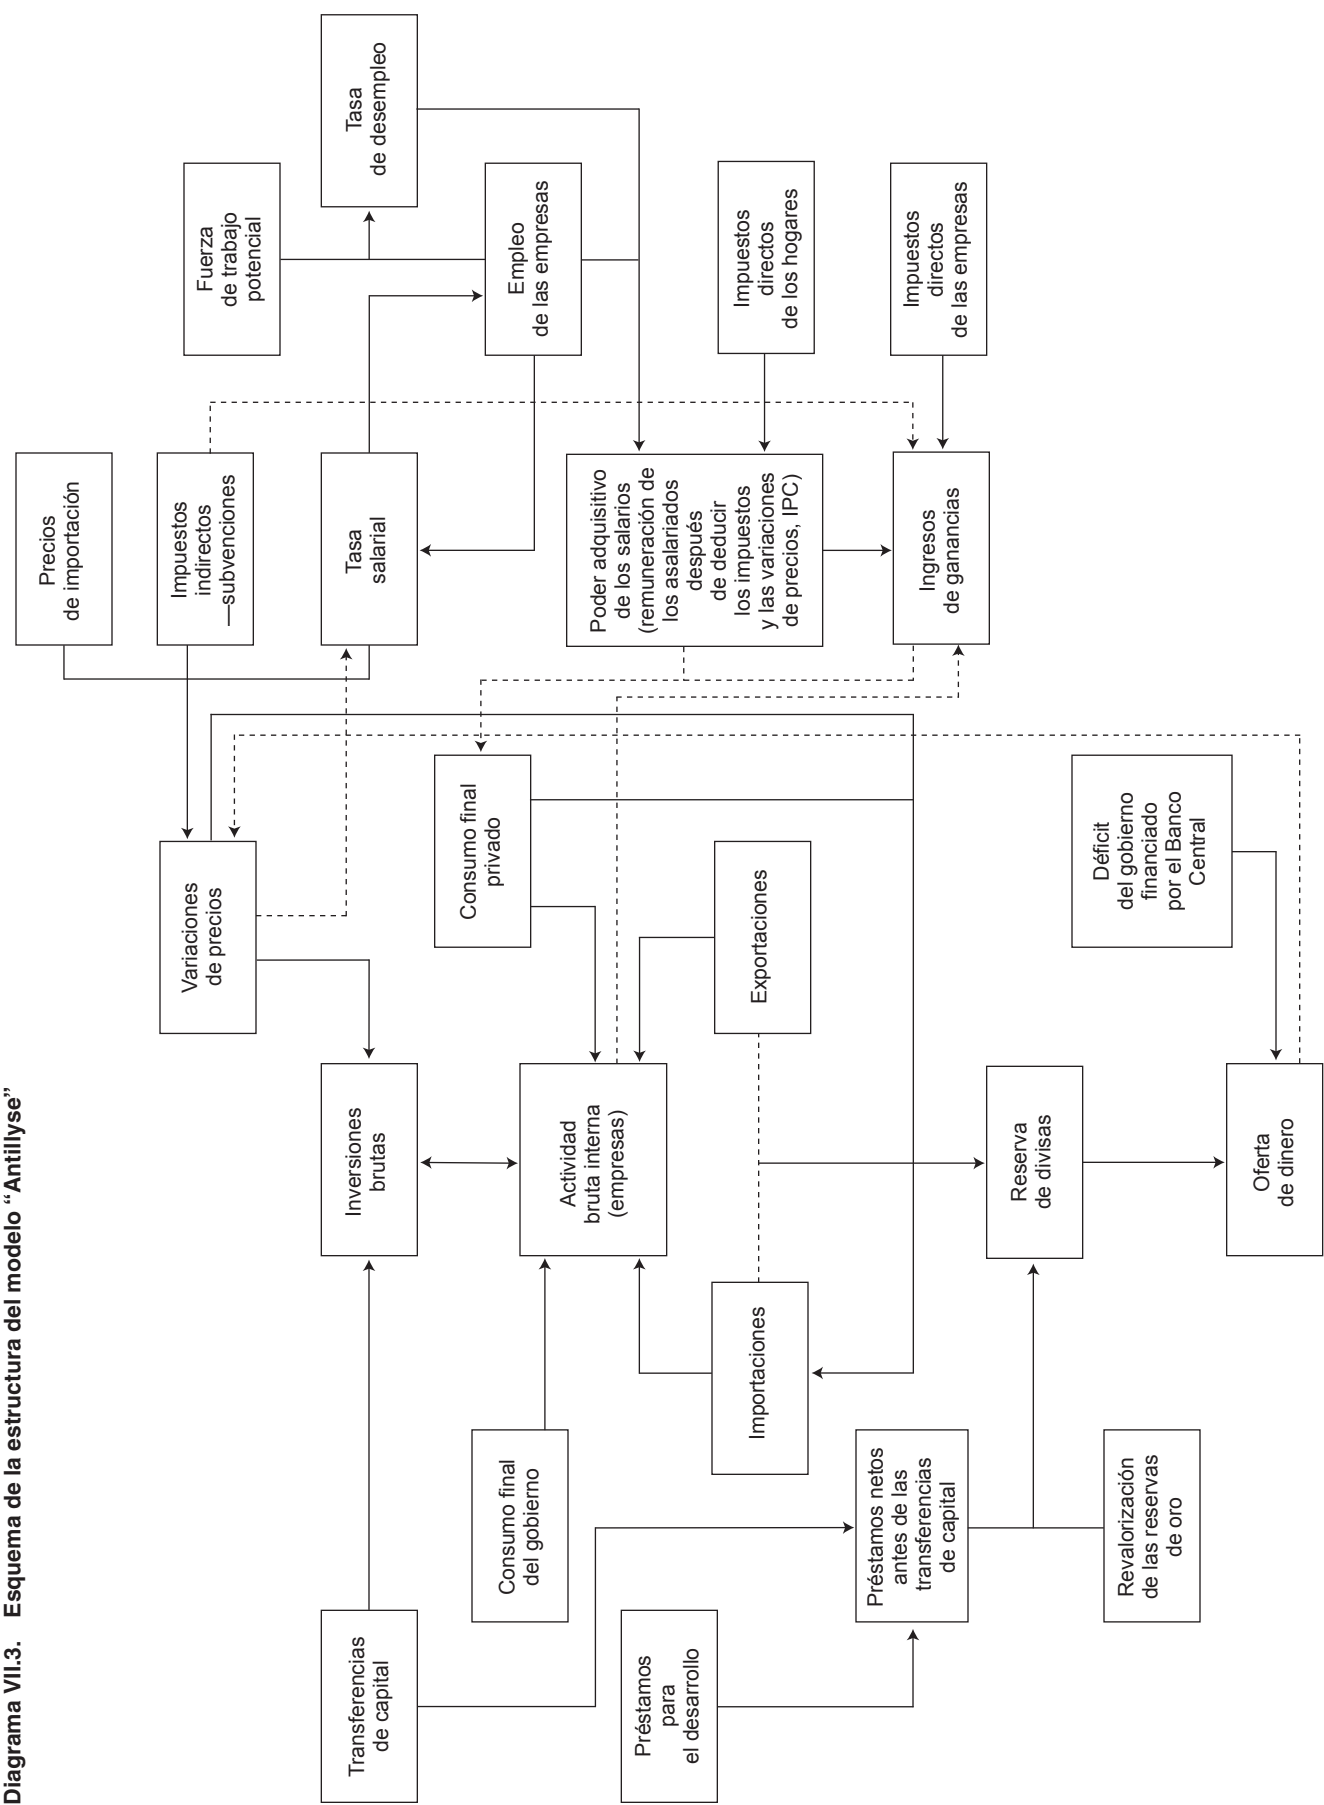 Diagrama VII.3. Esquema de la estructura del modelo “Antillyse”
Transferencias
de capital
Préstamos
para
el desarrollo
Consumo final
del gobierno
Préstamos netos
antes de las
transferencias
de capital
Revalorización
de las reservas
de oro
Importaciones
Inversiones
brutas
Actividad
bruta interna
(empresas)
Reserva
de divisas
Oferta
de dinero
Variaciones
de precios
Consumo final
privado
Exportaciones
Déficit
del gobierno
financiado
por el Banco
Central
Precios
de importación
Impuestos
indirectos
—subvenciones
Tasa
salarial
Poder adquisitivo
de los salarios
(remuneración de
los asalariados
después
de deducir
los impuestos
y las variaciones
de precios, IPC)
Ingresos
de ganancias
Fuerza
de trabajo
potencial
Tasa
de desempleo
Empleo
de las empresas
Impuestos
directos
de los hogares
Impuestos
directos
de las empresas